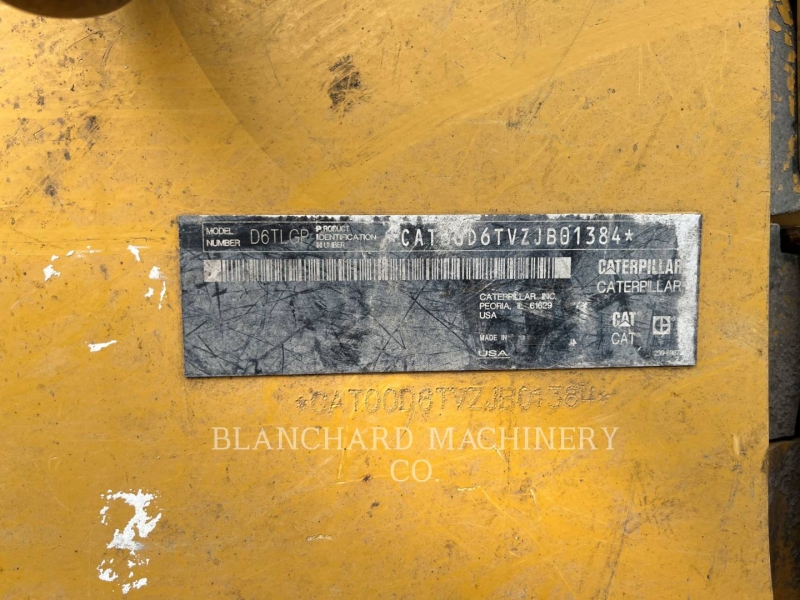 MODEL NUMBER D6TLGP PRODUCT IDENTIFICATION NUMBER *CAT00D6TVZJB01384*
CATERPILLAR
CATERPILLAR
CATERPILLAR INC.
PEORIA, IL 61629
USA
CAT
CAT
MADE IN
U.S.A.
*CAT00D6TVZJB01384*
BLANCHARD MACHINERY
CO.